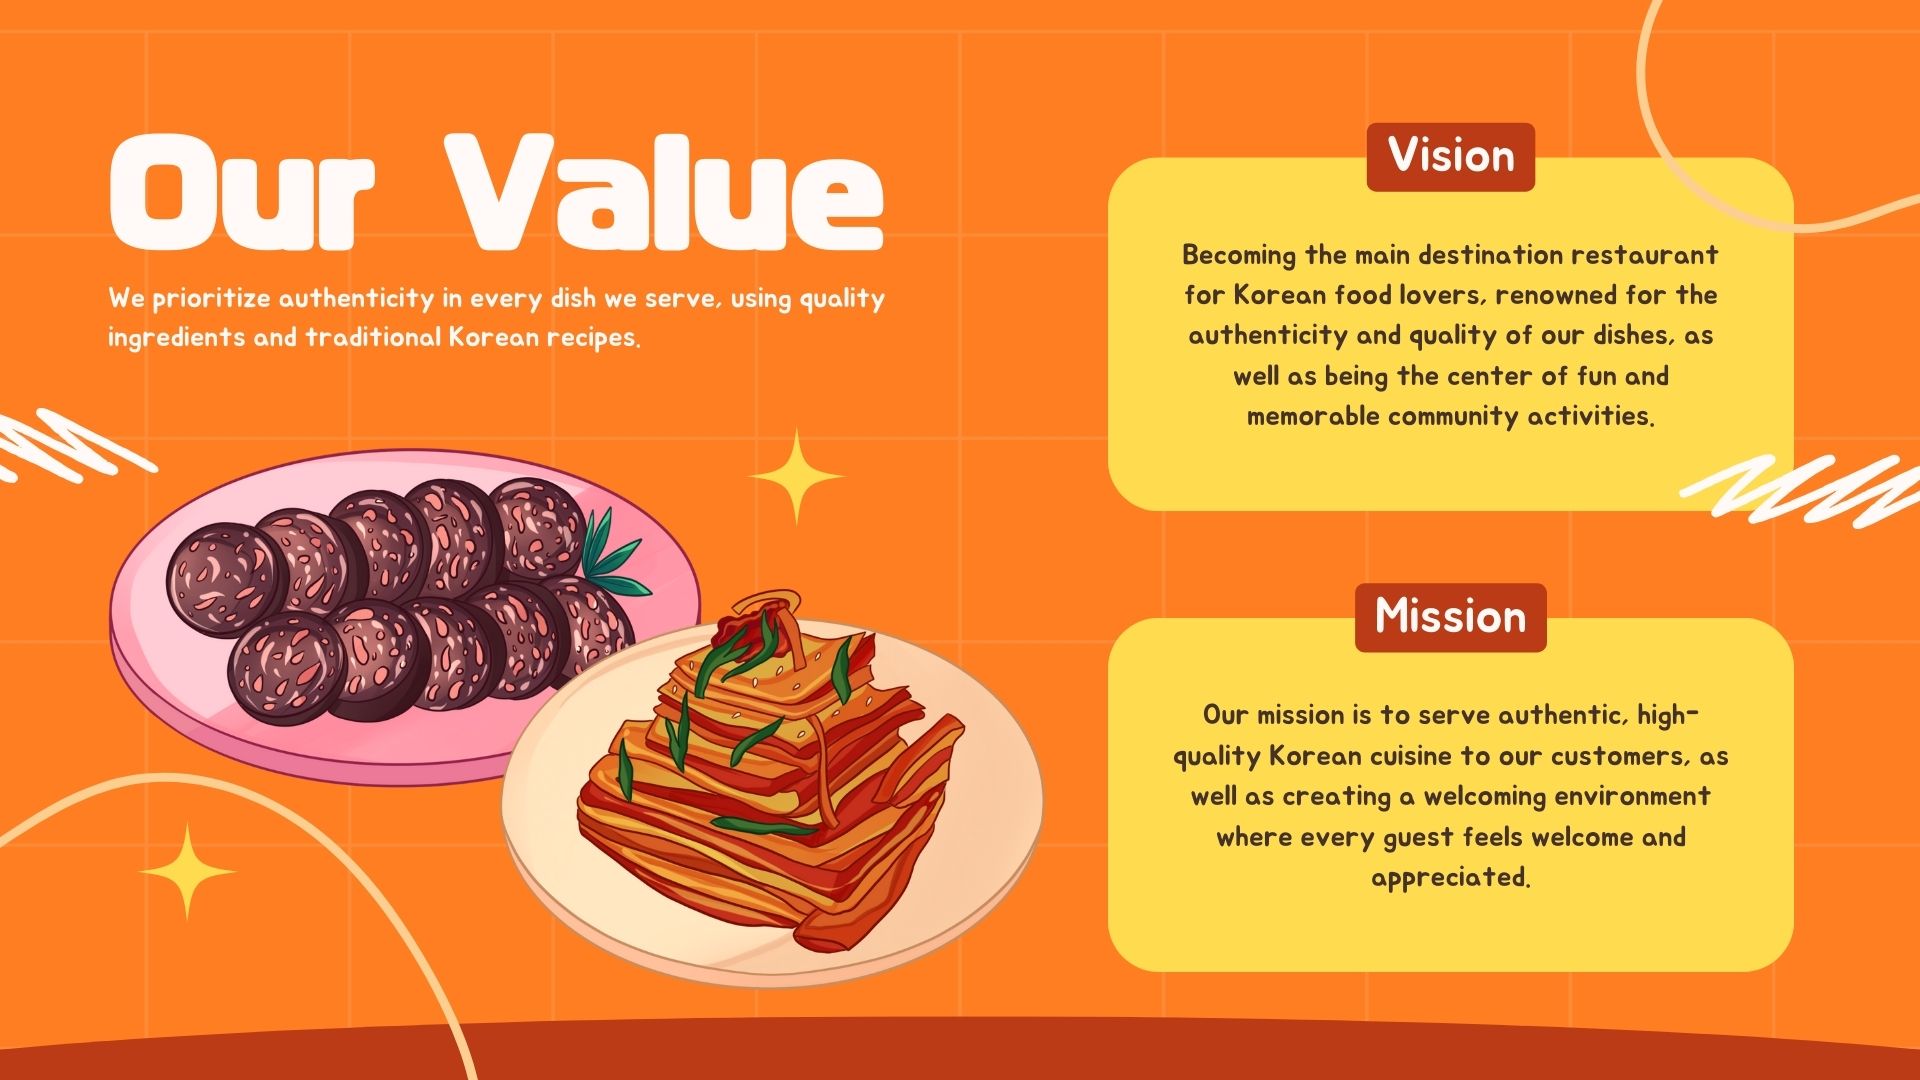 Our Value
We prioritize authenticity in every dish we serve, using quality
ingredients and traditional Korean recipes.
Vision
Becoming the main destination restaurant
for Korean food lovers, renowned for the
authenticity and quality of our dishes, as
well as being the center of fun and
memorable community activities.
Mission
Our mission is to serve authentic, high-
quality Korean cuisine to our customers, as
well as creating a welcoming environment
where every guest feels welcome and
appreciated.